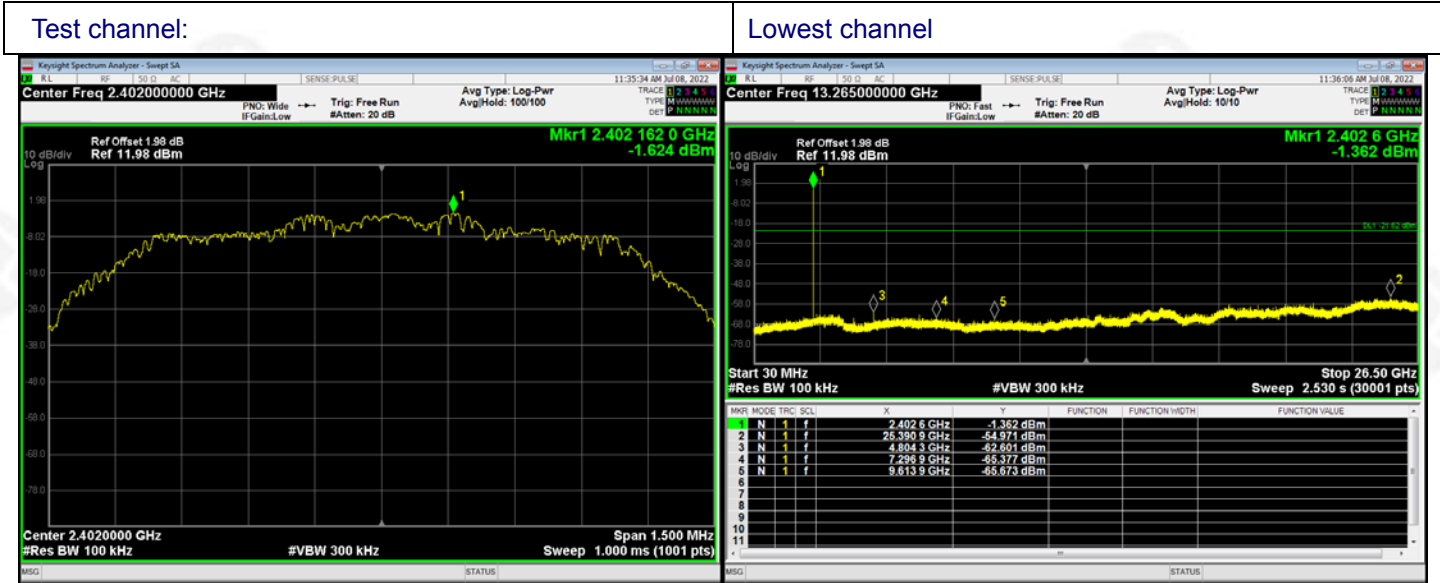 Test channel:
Lowest channel
Keysight Spectrum Analyzer - Swept SA
RL RF 50 Ω AC SENSE:PULSE 11:35:34 AM Jul 08, 2022
Center Freq 2.402000000 GHz
PNO: Wide
IFGain:Low
Trig: Free Run
#Atten: 20 dB
Avg Type: Log-Pwr
Avg|Hold: 100/100
TRACE 1 2 3 4 5 6
TYPE M WWWWW
DET P N N N N N
Mkr1 2.402 162 0 GHz
-1.624 dBm
Ref Offset 1.98 dB
10 dB/div Ref 11.98 dBm
Log
1
1.98
-8.02
-18.0
-28.0
-38.0
-48.0
-58.0
-68.0
-78.0
Center 2.4020000 GHz Span 1.500 MHz
#Res BW 100 kHz #VBW 300 kHz Sweep 1.000 ms (1001 pts)
MSG STATUS
Keysight Spectrum Analyzer - Swept SA
RL RF 50 Ω AC SENSE:PULSE 11:36:06 AM Jul 08, 2022
Center Freq 13.265000000 GHz
PNO: Fast
IFGain:Low
Trig: Free Run
#Atten: 20 dB
Avg Type: Log-Pwr
Avg|Hold: 10/10
TRACE 1 2 3 4 5 6
TYPE M WWWWW
DET P N N N N N
Mkr1 2.402 6 GHz
-1.362 dBm
Ref Offset 1.98 dB
10 dB/div Ref 11.98 dBm
Log
1
1.98
-8.02
-18.0
DL1 -21.62 dBm
-28.0
-38.0
-48.0
2
3 4 5
-58.0
-68.0
-78.0
Start 30 MHz Stop 26.50 GHz
#Res BW 100 kHz #VBW 300 kHz Sweep 2.530 s (30001 pts)
MKR MODE TRC SCL X Y FUNCTION FUNCTION WIDTH FUNCTION VALUE
1 N 1 f 2.402 6 GHz -1.362 dBm
2 N 1 f 25.390 9 GHz -54.971 dBm
3 N 1 f 4.804 3 GHz -62.601 dBm
4 N 1 f 7.296 9 GHz -65.377 dBm
5 N 1 f 9.613 9 GHz -65.673 dBm
6
7
8
9
10
11
MSG STATUS